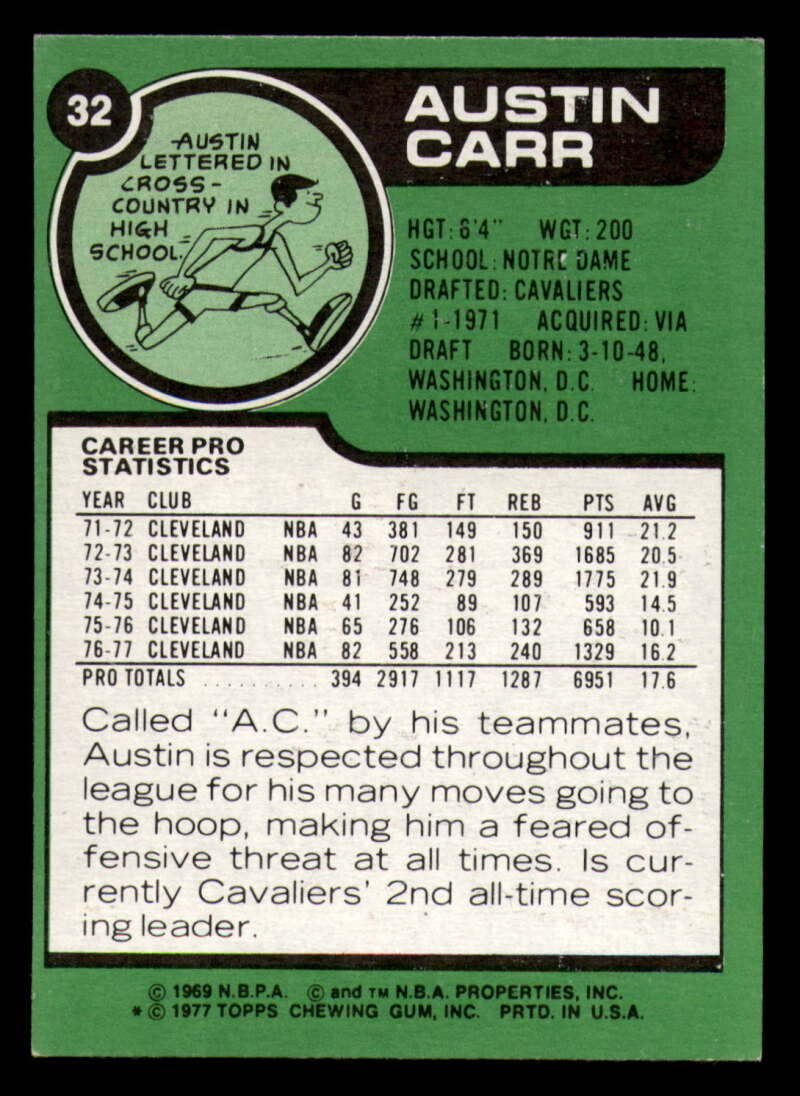 32
AUSTIN
CARR
AUSTIN
LETTERED IN
CROSS-
COUNTRY IN
HIGH
SCHOOL.
HGT: 6'4" WGT: 200
SCHOOL: NOTRE DAME
DRAFTED: CAVALIERS
#1-1971 ACQUIRED: VIA
DRAFT BORN: 3-10-48,
WASHINGTON, D.C. HOME:
WASHINGTON, D.C.
CAREER PRO
STATISTICS
YEAR CLUB G FG FT REB PTS AVG
71-72 CLEVELAND NBA 43 381 149 150 911 21.2
72-73 CLEVELAND NBA 82 702 281 369 1685 20.5
73-74 CLEVELAND NBA 81 748 279 289 1775 21.9
74-75 CLEVELAND NBA 41 252 89 107 593 14.5
75-76 CLEVELAND NBA 65 276 106 132 658 10.1
76-77 CLEVELAND NBA 82 558 213 240 1329 16.2
PRO TOTALS .......... 394 2917 1117 1287 6951 17.6
Called "A.C." by his teammates,
Austin is respected throughout the
league for his many moves going to
the hoop, making him a feared of-
fensive threat at all times. Is cur-
rently Cavaliers' 2nd all-time scor-
ing leader.
© 1969 N.B.P.A. © and TM N.B.A. PROPERTIES, INC.
* © 1977 TOPPS CHEWING GUM, INC. PRTD. IN U.S.A.